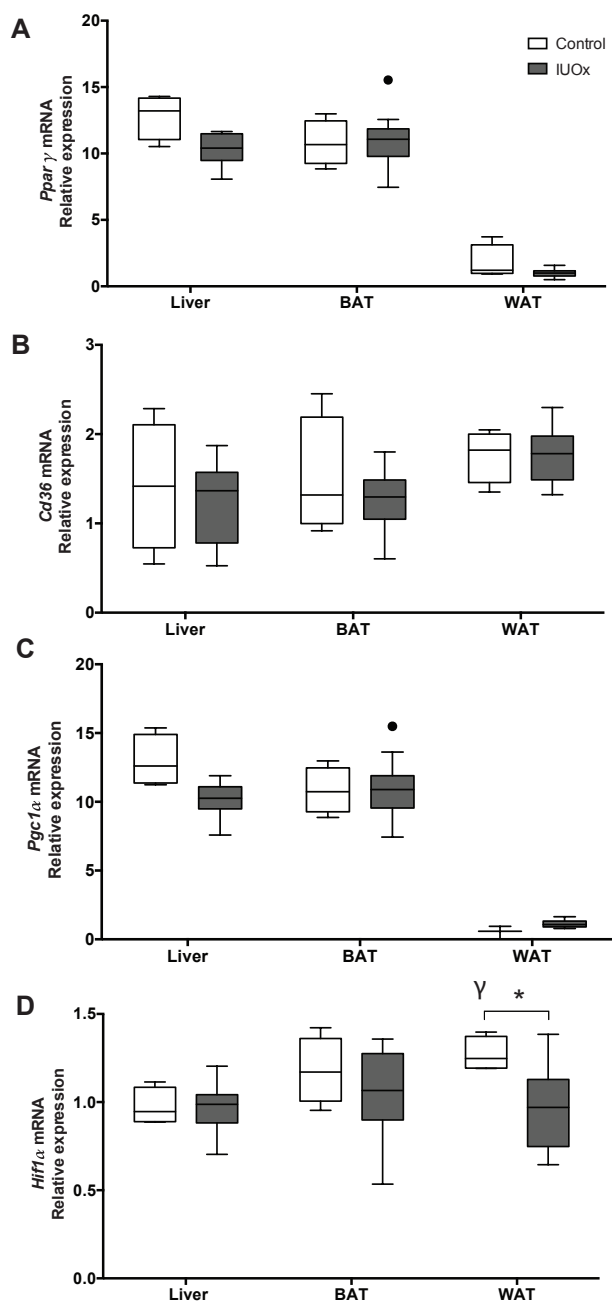 A
Ppar γ mRNA
Relative expression
20
15
10
5
0
Control
IUOx
Liver BAT WAT
B
Cd36 mRNA
Relative expression
3
2
1
0
Liver BAT WAT
C
Pgc1α mRNA
Relative expression
20
15
10
5
0
Liver BAT WAT
D
Hif1α mRNA
Relative expression
1.5
1.0
0.5
0.0
γ *
Liver BAT WAT